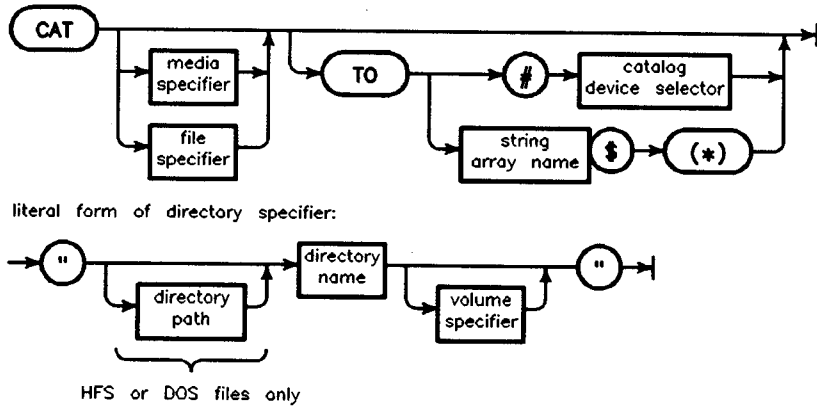 CAT
media
specifier
file
specifier
TO
#
catalog
device selector
string
array name
$
(*)
literal form of directory specifier:
"
directory
path
directory
name
volume
specifier
"
HFS or DOS files only